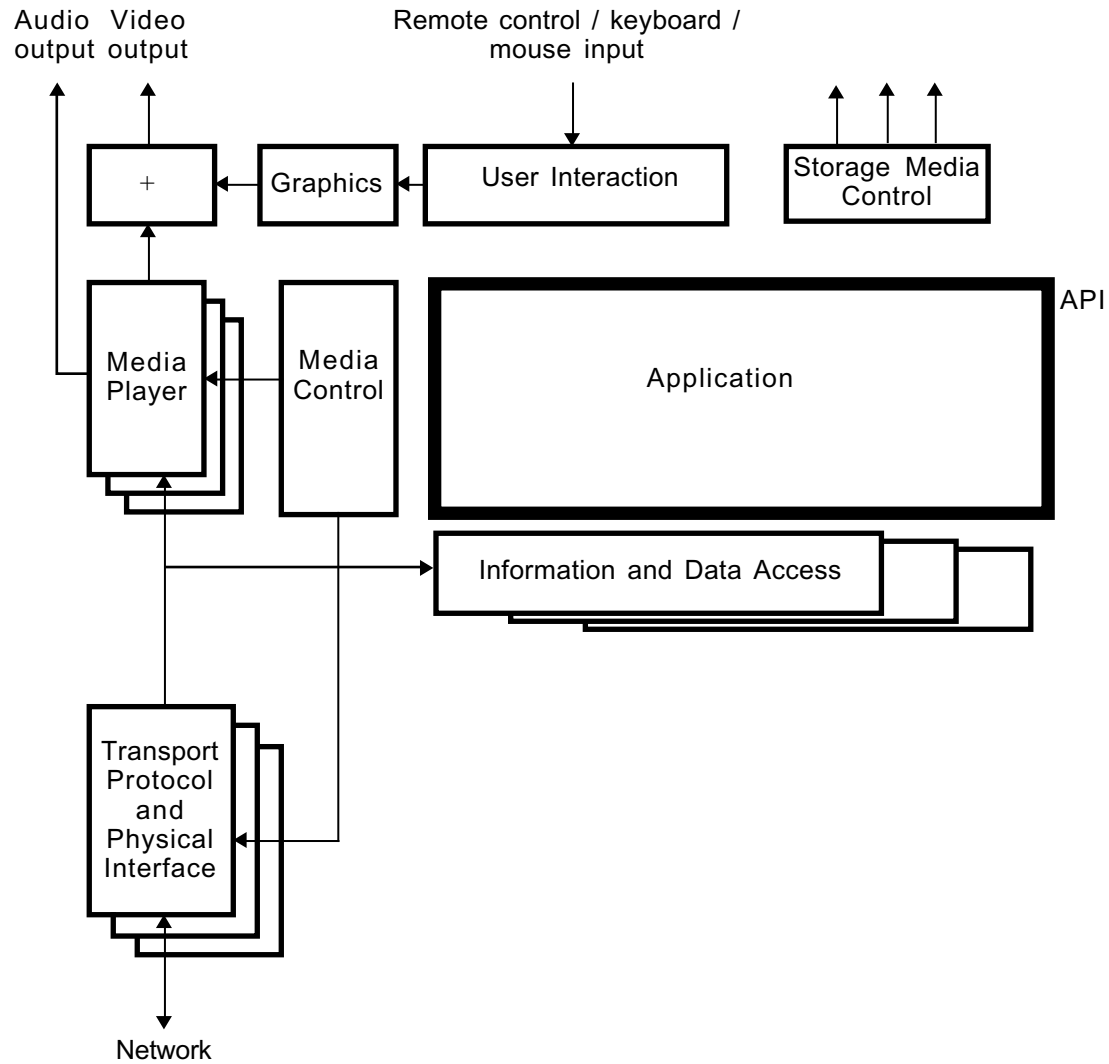 Audio Video
output output
Remote control / keyboard /
mouse input
+
Graphics
User Interaction
Storage Media
Control
Media
Player
Media
Control
Application
API
Information and Data Access
Transport
Protocol
and
Physical
Interface
Network